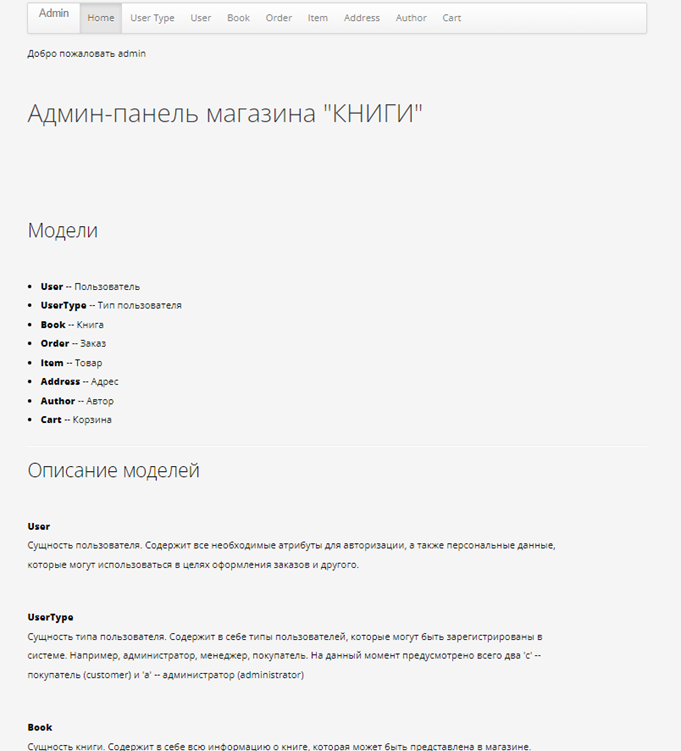 Admin Home User Type User Book Order Item Address Author Cart
Добро пожаловать admin
Админ-панель магазина "КНИГИ"
Модели
User -- Пользователь
UserType -- Тип пользователя
Book -- Книга
Order -- Заказ
Item -- Товар
Address -- Адрес
Author -- Автор
Cart -- Корзина
Описание моделей
User
Сущность пользователя. Содержит все необходимые атрибуты для авторизации, а также персональные данные,
которые могут использоваться в целях оформления заказов и другого.
UserType
Сущность типа пользователя. Содержит в себе типы пользователей, которые могут быть зарегистрированы в
системе. Например, администратор, менеджер, покупатель. На данный момент предусмотрено всего два 'c' --
покупатель (customer) и 'a' -- администратор (administrator)
Book
Сущность книги. Содержит в себе всю информацию о книге, которая может быть представлена в магазине.